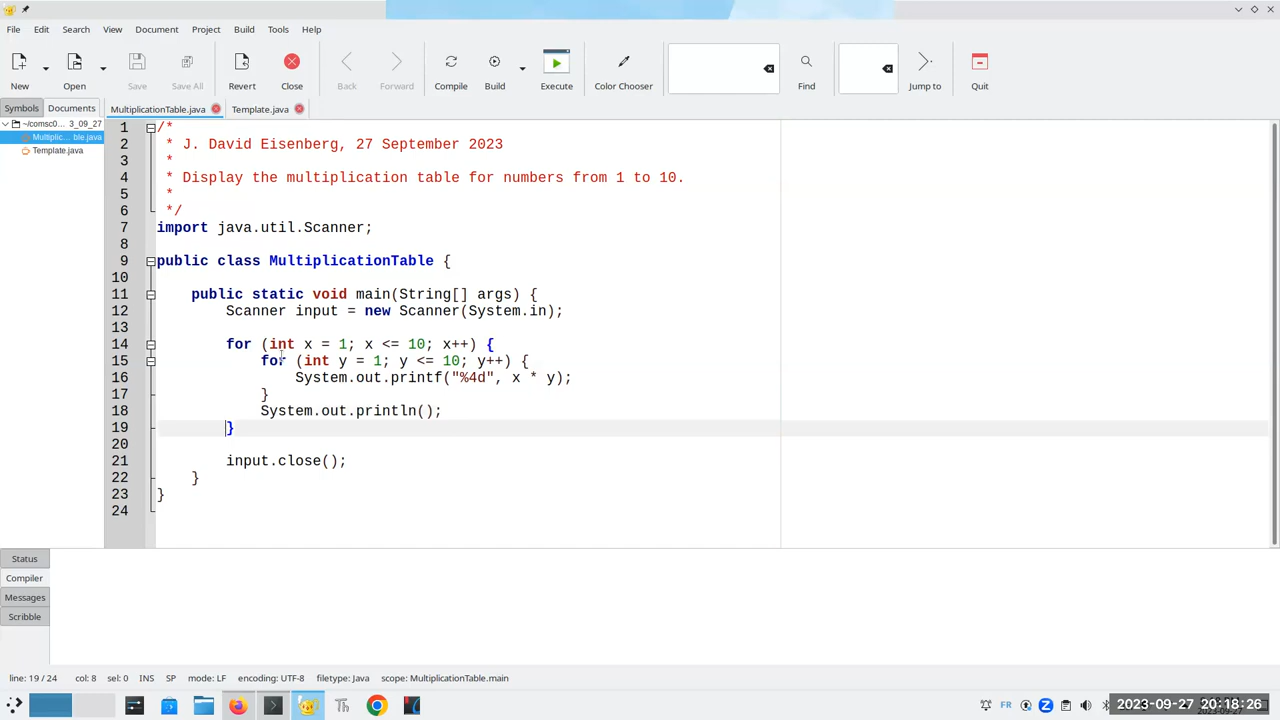 File Edit Search View Document Project Build Tools Help
New Open Save Save All Revert Close Back Forward Compile Build Execute Color Chooser Find Jump to Quit
Symbols Documents MultiplicationTable.java Template.java
~/comsc0... 3_09_27
Multiplic... ble.java
Template.java
1 /*
2 * J. David Eisenberg, 27 September 2023
3 *
4 * Display the multiplication table for numbers from 1 to 10.
5 *
6 */
7 import java.util.Scanner;
8
9 public class MultiplicationTable {
10
11 public static void main(String[] args) {
12 Scanner input = new Scanner(System.in);
13
14 for (int x = 1; x <= 10; x++) {
15 for (int y = 1; y <= 10; y++) {
16 System.out.printf("%4d", x * y);
17 }
18 System.out.println();
19 }
20
21 input.close();
22 }
23 }
24
Status
Compiler
Messages
Scribble
line: 19 / 24 col: 8 sel: 0 INS SP mode: LF encoding: UTF-8 filetype: Java scope: MultiplicationTable.main
Th FR 2023-09-27 20:18:26